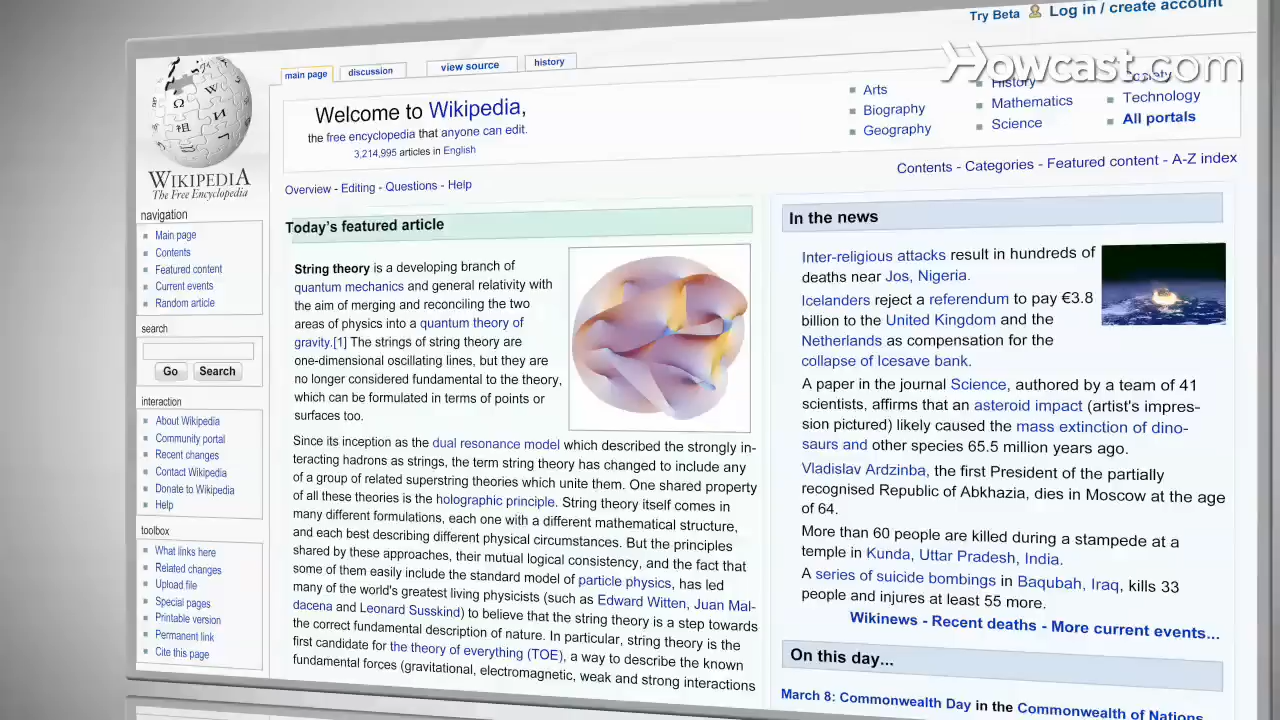 Try Beta Log in / create account
Howcast.com
main page discussion view source history
Welcome to Wikipedia,
the free encyclopedia that anyone can edit.
3,214,995 articles in English
Arts
Biography
Geography
History
Mathematics
Science
Society
Technology
All portals
Overview - Editing - Questions - Help
Contents - Categories - Featured content - A-Z index
Ω W И 祖
WIKIPEDIA
The Free Encyclopedia
navigation
Main page
Contents
Featured content
Current events
Random article
search
Go Search
interaction
About Wikipedia
Community portal
Recent changes
Contact Wikipedia
Donate to Wikipedia
Help
toolbox
What links here
Related changes
Upload file
Special pages
Printable version
Permanent link
Cite this page
Today's featured article
String theory is a developing branch of
quantum mechanics and general relativity with
the aim of merging and reconciling the two
areas of physics into a quantum theory of
gravity.[1] The strings of string theory are
one-dimensional oscillating lines, but they are
no longer considered fundamental to the theory,
which can be formulated in terms of points or
surfaces too.
Since its inception as the dual resonance model which described the strongly in-
teracting hadrons as strings, the term string theory has changed to include any
of a group of related superstring theories which unite them. One shared property
of all these theories is the holographic principle. String theory itself comes in
many different formulations, each one with a different mathematical structure,
and each best describing different physical circumstances. But the principles
shared by these approaches, their mutual logical consistency, and the fact that
some of them easily include the standard model of particle physics, has led
many of the world's greatest living physicists (such as Edward Witten, Juan Mal-
dacena and Leonard Susskind) to believe that the string theory is a step towards
the correct fundamental description of nature. In particular, string theory is the
first candidate for the theory of everything (TOE), a way to describe the known
fundamental forces (gravitational, electromagnetic, weak and strong interactions
In the news
Inter-religious attacks result in hundreds of
deaths near Jos, Nigeria.
Icelanders reject a referendum to pay €3.8
billion to the United Kingdom and the
Netherlands as compensation for the
collapse of Icesave bank.
A paper in the journal Science, authored by a team of 41
scientists, affirms that an asteroid impact (artist's impres-
sion pictured) likely caused the mass extinction of dino-
saurs and other species 65.5 million years ago.
Vladislav Ardzinba, the first President of the partially
recognised Republic of Abkhazia, dies in Moscow at the age
of 64.
More than 60 people are killed during a stampede at a
temple in Kunda, Uttar Pradesh, India.
A series of suicide bombings in Baqubah, Iraq, kills 33
people and injures at least 55 more.
Wikinews - Recent deaths - More current events...
On this day...
March 8: Commonwealth Day in the Commonwealth of Nations